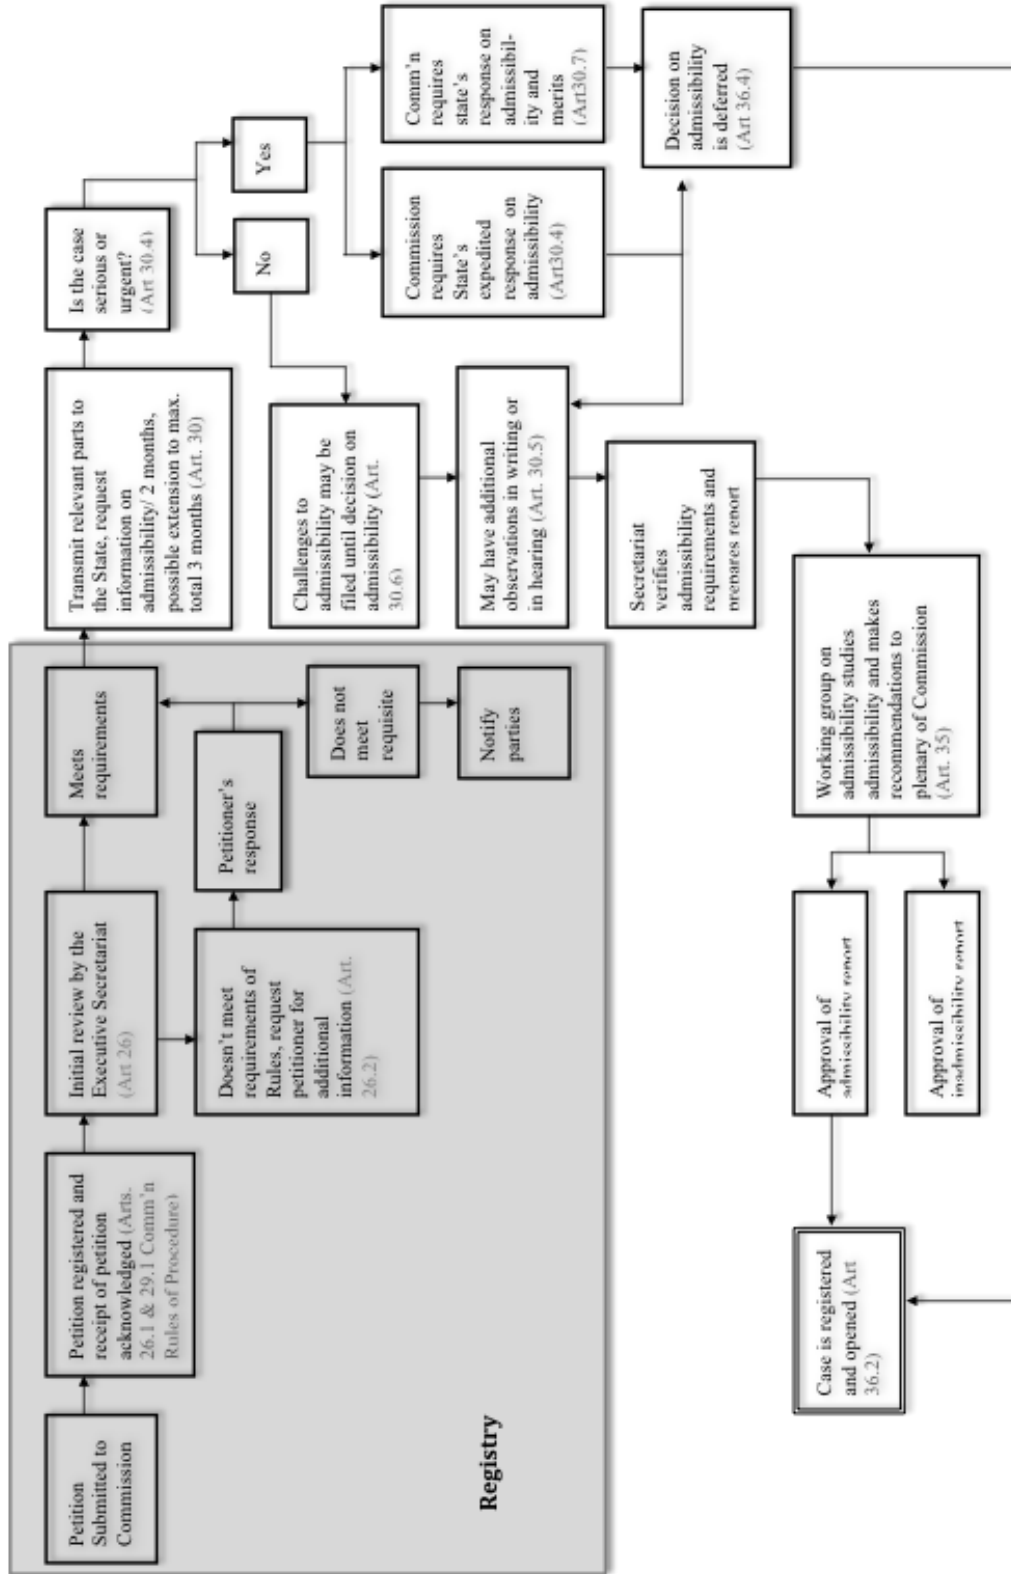 Petition
Submitted to
Commission
Petition registered and
receipt of petition
acknowledged (Arts.
26.1 & 29.1 Comm'n
Rules of Procedure)
Initial review by the
Executive Secretariat
(Art 26)
Meets
requirements
Doesn't meet
requirements of
Rules, request
petitioner for
additional
information (Art.
26.2)
Petitioner's
response
Does not
meet
requisite
Notify
parties
Registry
Transmit relevant parts to
the State, request
information on
admissibility/ 2 months,
possible extension to max.
total 3 months (Art. 30)
Is the case
serious or
urgent?
(Art 30.4)
No
Yes
Challenges to
admissibility may be
filed until decision on
admissibility (Art.
30.6)
Commission
requires
State's
expedited
response on
admissibility
(Art30.4)
Comm'n
requires
state's
response on
admissibil-
ity and
merits
(Art30.7)
May have additional
observations in writing or
in hearing (Art. 30.5)
Decision on
admissibility
is deferred
(Art 36.4)
Secretariat
verifies
admissibility
requirements and
prepares report
Working group on
admissibility studies
admissibility and makes
recommendations to
plenary of Commission
(Art. 35)
Approval of
admissibility report
Approval of
inadmissibility report
Case is registered
and opened (Art
36.2)